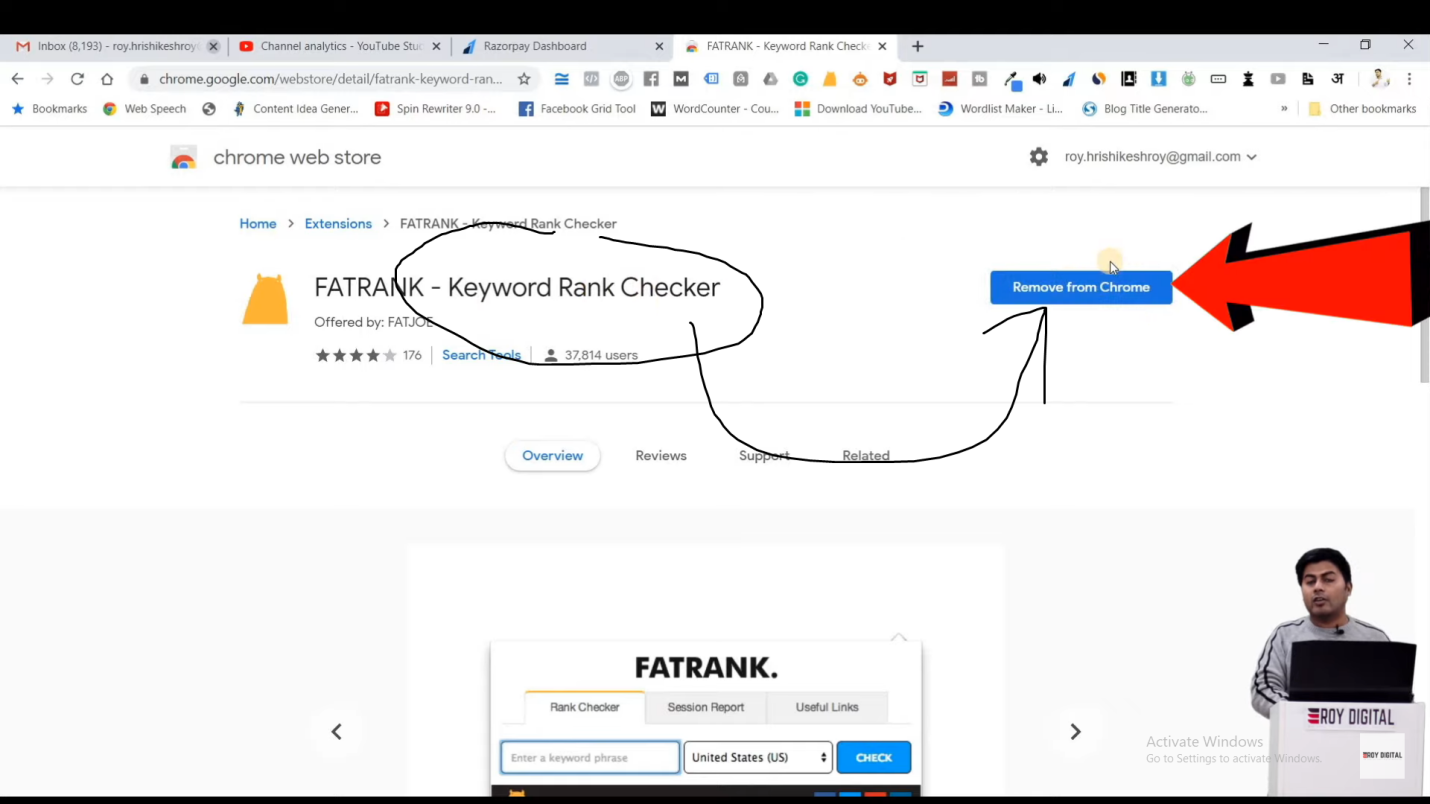 Inbox (8,193) - roy.hrishikeshroy@
Channel analytics - YouTube Stud
Razorpay Dashboard
FATRANK - Keyword Rank Checke
chrome.google.com/webstore/detail/fatrank-keyword-ran...
ABP
अ
Bookmarks
Web Speech
Content Idea Gener...
Spin Rewriter 9.0 -...
Facebook Grid Tool
WordCounter - Cou...
Download YouTube...
Wordlist Maker - Li...
Blog Title Generato...
»
Other bookmarks
chrome web store
roy.hrishikeshroy@gmail.com
Home > Extensions > FATRANK - Keyword Rank Checker
FATRANK - Keyword Rank Checker
Remove from Chrome
Offered by: FATJOE
176
Search Tools
37,814 users
Overview
Reviews
Support
Related
FATRANK.
Rank Checker
Session Report
Useful Links
Enter a keyword phrase
United States (US)
CHECK
ROY DIGITAL
Activate Windows
Go to Settings to activate Windows.
ROY DIGITAL